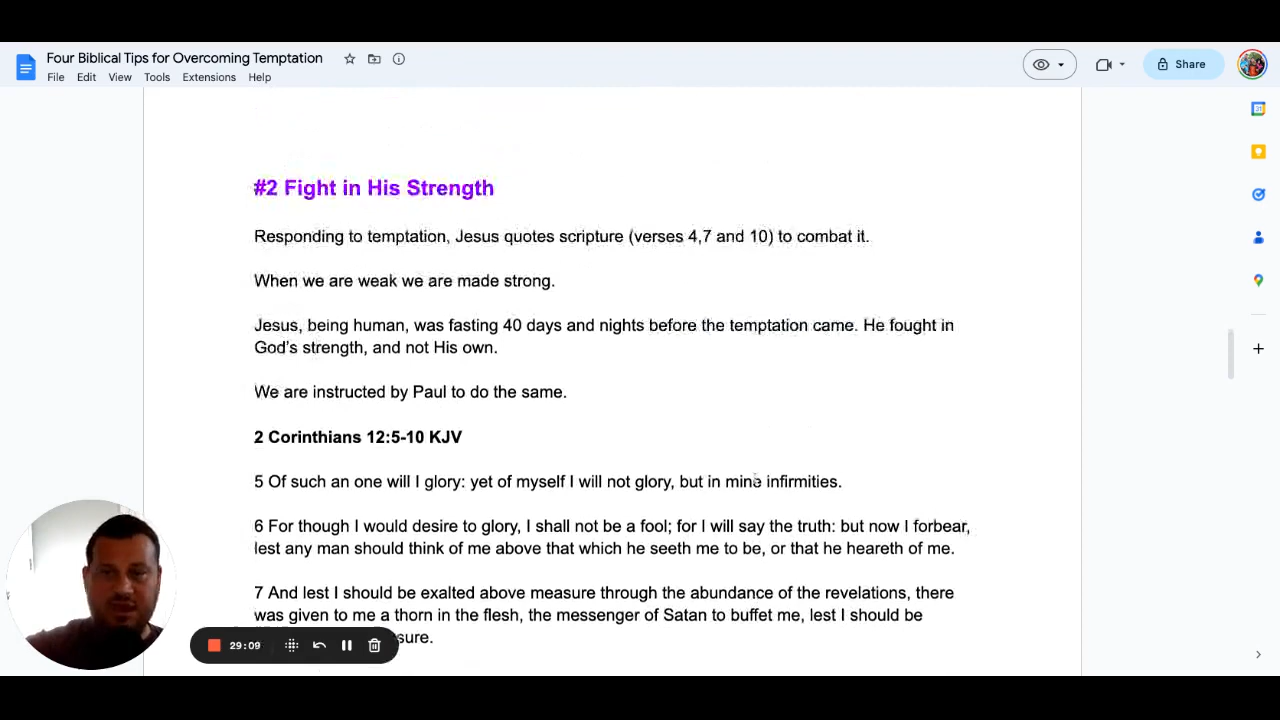 Four Biblical Tips for Overcoming Temptation
File Edit View Tools Extensions Help
Share
#2 Fight in His Strength
Responding to temptation, Jesus quotes scripture (verses 4,7 and 10) to combat it.
When we are weak we are made strong.
Jesus, being human, was fasting 40 days and nights before the temptation came. He fought in
God's strength, and not His own.
We are instructed by Paul to do the same.
2 Corinthians 12:5-10 KJV
5 Of such an one will I glory: yet of myself I will not glory, but in mine infirmities.
6 For though I would desire to glory, I shall not be a fool; for I will say the truth: but now I forbear,
lest any man should think of me above that which he seeth me to be, or that he heareth of me.
7 And lest I should be exalted above measure through the abundance of the revelations, there
was given to me a thorn in the flesh, the messenger of Satan to buffet me, lest I should be
sure.
29:09